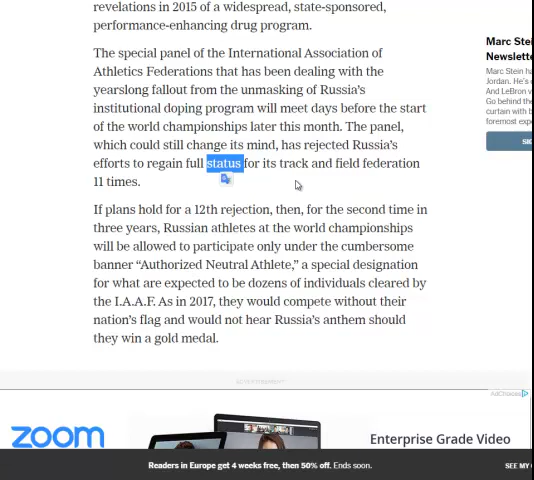 revelations in 2015 of a widespread, state-sponsored,
performance-enhancing drug program.
The special panel of the International Association of
Athletics Federations that has been dealing with the
yearslong fallout from the unmasking of Russia's
institutional doping program will meet days before the start
of the world championships later this month. The panel,
which could still change its mind, has rejected Russia's
efforts to regain full status for its track and field federation
11 times.
If plans hold for a 12th rejection, then, for the second time in
three years, Russian athletes at the world championships
will be allowed to participate only under the cumbersome
banner “Authorized Neutral Athlete,” a special designation
for what are expected to be dozens of individuals cleared by
the I.A.A.F. As in 2017, they would compete without their
nation's flag and would not hear Russia's anthem should
they win a gold medal.
Marc Stei
Newslette
Marc Stein ha
Jordan. He's
And LeBron v
Go behind the
curtain with b
foremost exp
SIG
ADVERTISEMENT
AdChoices
zoom
Enterprise Grade Video
Readers in Europe get 4 weeks free, then 50% off. Ends soon.
SEE MY